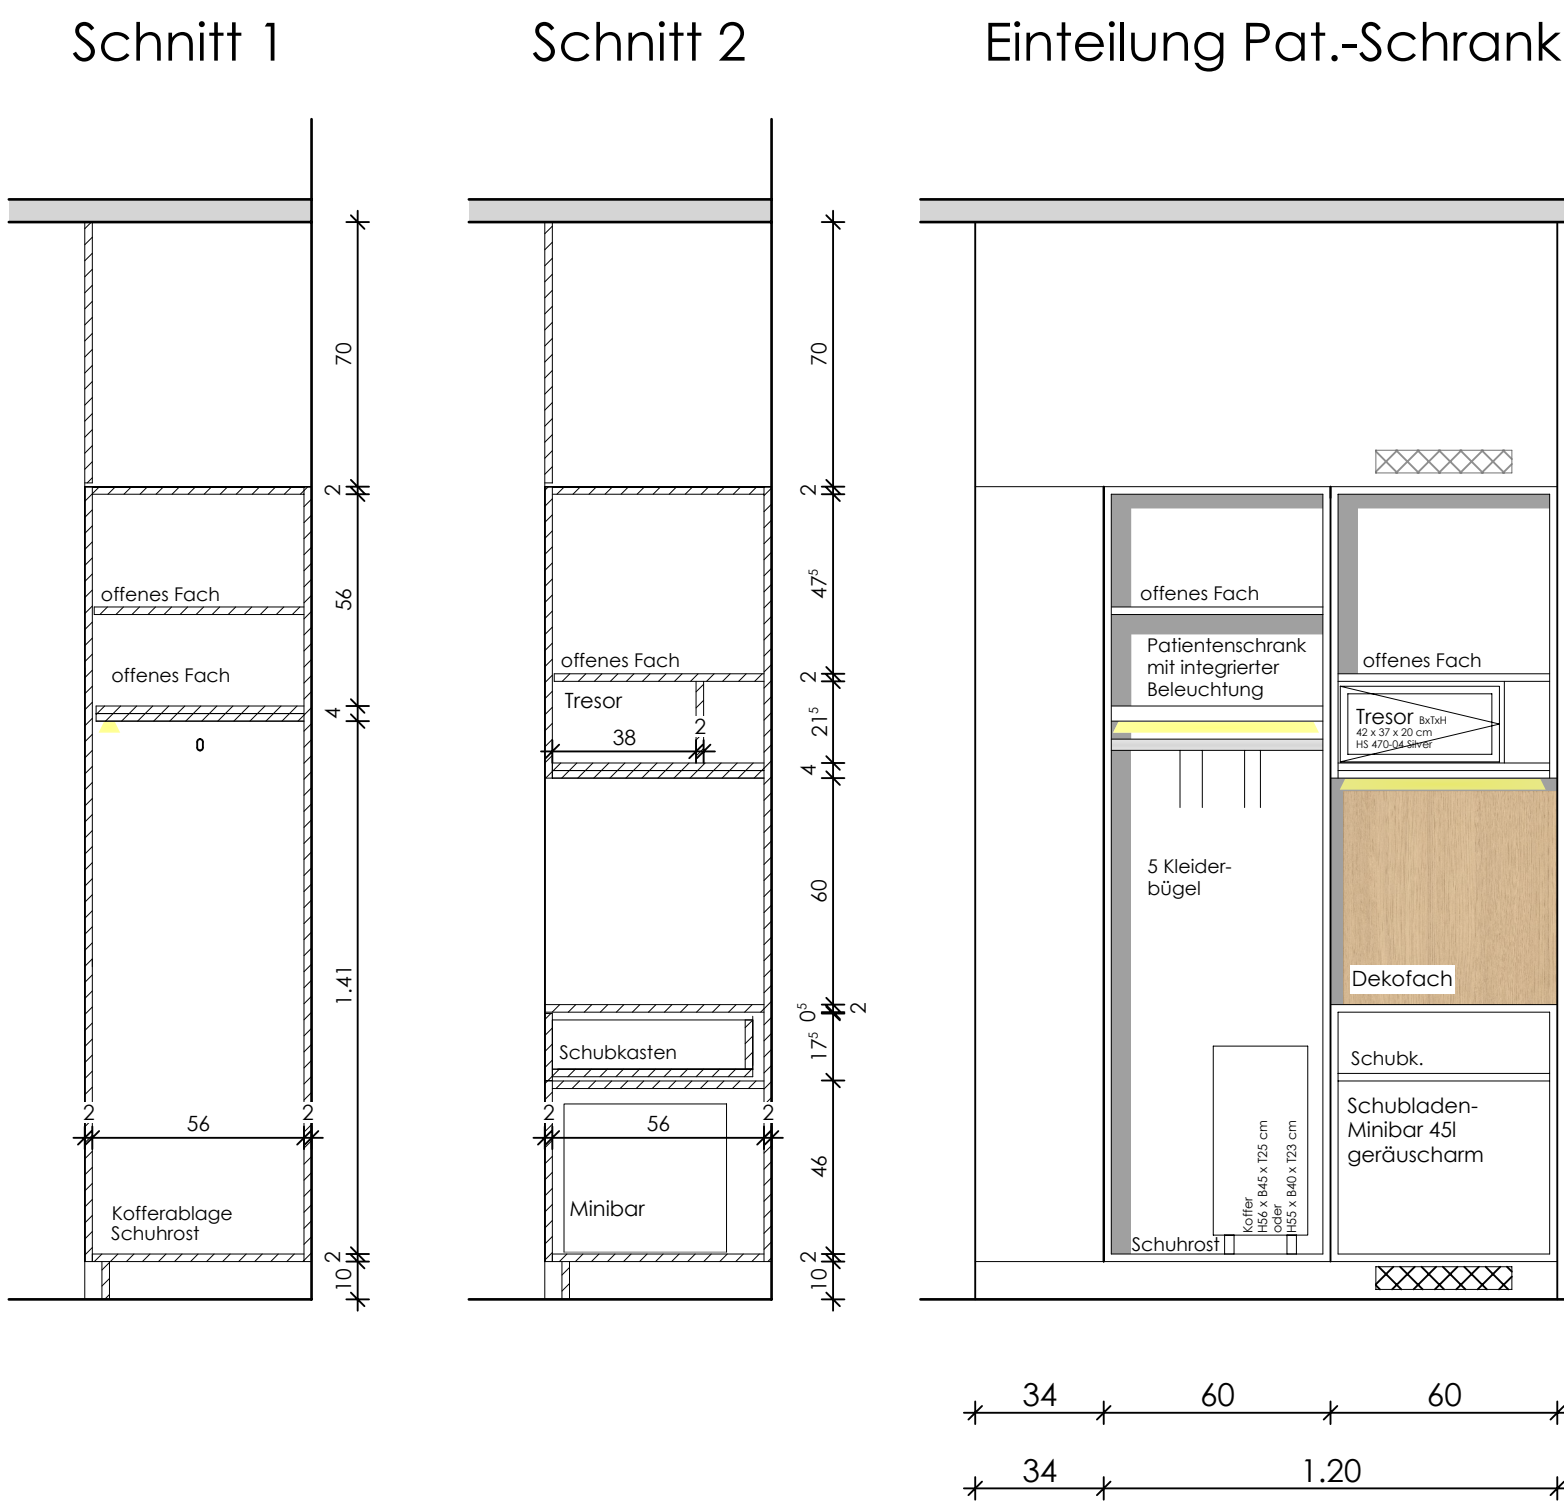 Schnitt 1
Schnitt 2
Einteilung Pat.-Schrank
70
2
56
4
1.41
2
10
offenes Fach
offenes Fach
2
56
2
Kofferablage
Schuhrost
70
2
47⁵
2
21⁵
4
60
0⁵
2
17⁵
46
2
10
offenes Fach
Tresor
2
38
Schubkasten
2
56
2
Minibar
offenes Fach
Patientenschrank
mit integrierter
Beleuchtung
5 Kleider-
bügel
Koffer
H56 x B45 x T25 cm
oder
H55 x B40 x T23 cm
Schuhrost
offenes Fach
Tresor BxTxH
42 x 37 x 20 cm
HS 470-04 Silver
Dekofach
Schubk.
Schubladen-
Minibar 45l
geräuscharm
34
60
60
34
1.20